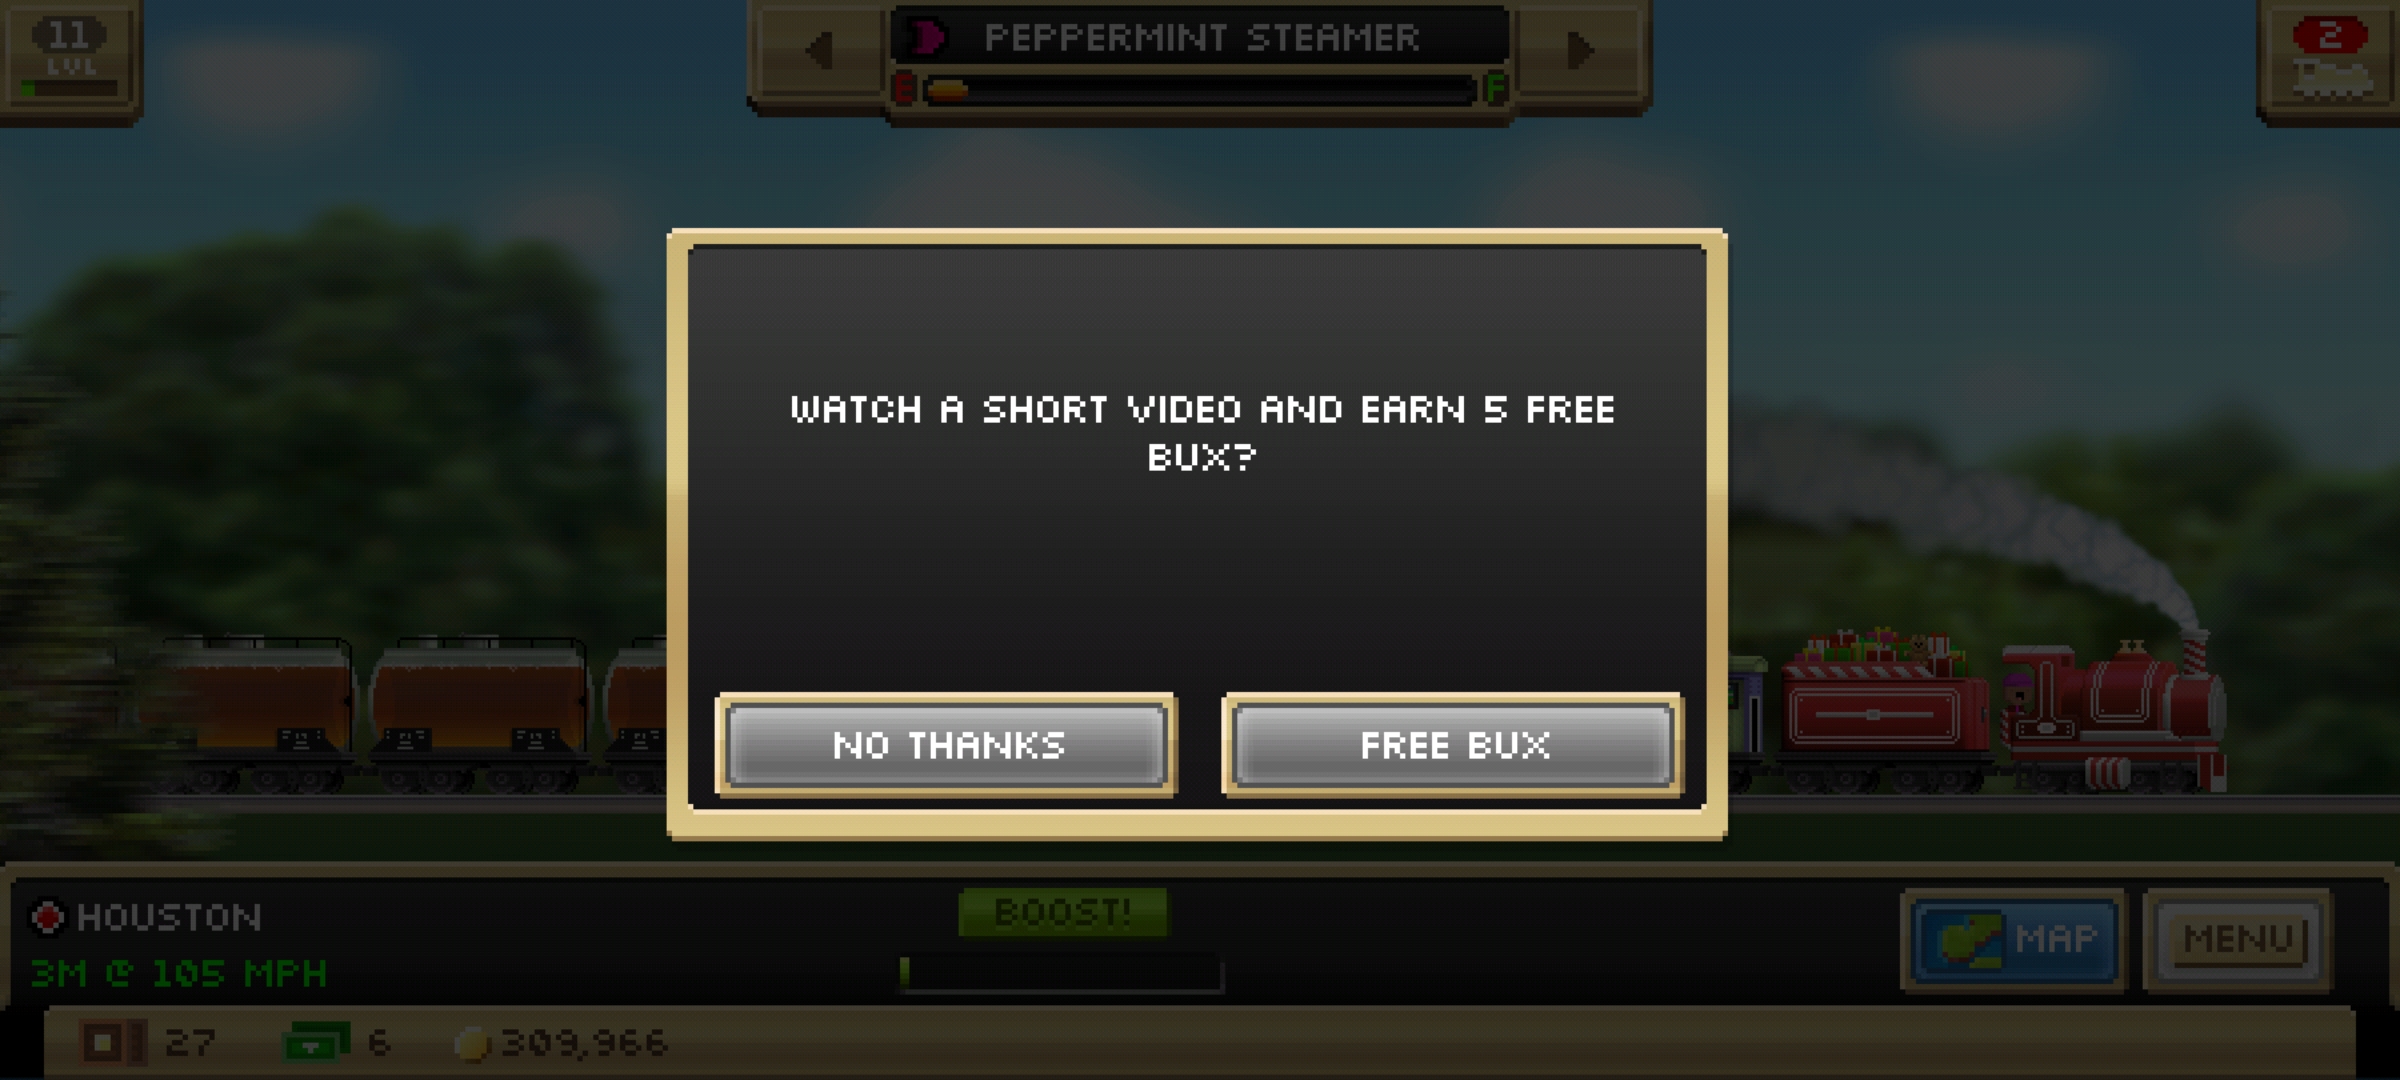 11
LVL
PEPPERMINT STEAMER
E F
2
WATCH A SHORT VIDEO AND EARN 5 FREE
BUX?
NO THANKS
FREE BUX
HOUSTON
3M @ 105 MPH
BOOST!
MAP
MENU
27
6
309,966